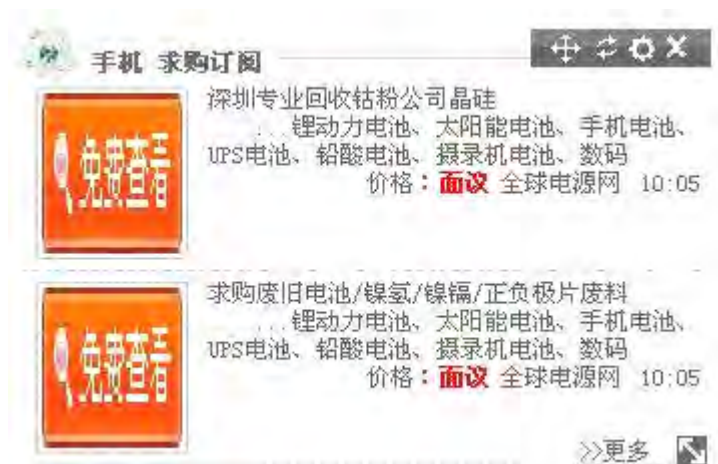 手机 求购订阅
深圳专业回收钴粉公司晶硅
...锂动力电池、太阳能电池、手机电池、
UPS电池、铅酸电池、摄录机电池、数码
价格：面议 全球电源网 10:05
免费查看
求购废旧电池/镍氢/镍镉/正负极片废料
...锂动力电池、太阳能电池、手机电池、
UPS电池、铅酸电池、摄录机电池、数码
价格：面议 全球电源网 10:05
免费查看
>>更多